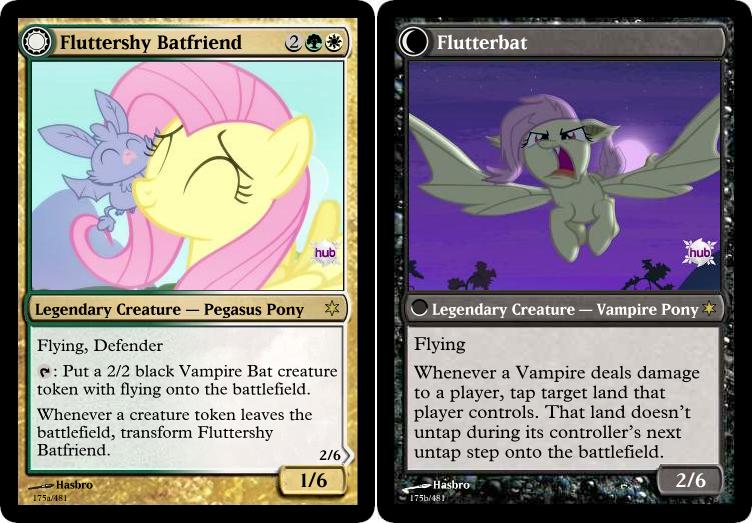 Fluttershy Batfriend 2
hub
Legendary Creature — Pegasus Pony
Flying, Defender
: Put a 2/2 black Vampire Bat creature
token with flying onto the battlefield.
Whenever a creature token leaves the
battlefield, transform Fluttershy
Batfriend.
2/6
1/6
Hasbro
175a/481
Flutterbat
hub
Legendary Creature — Vampire Pony
Flying
Whenever a Vampire deals damage
to a player, tap target land that
player controls. That land doesn't
untap during its controller's next
untap step onto the battlefield.
2/6
Hasbro
175b/481